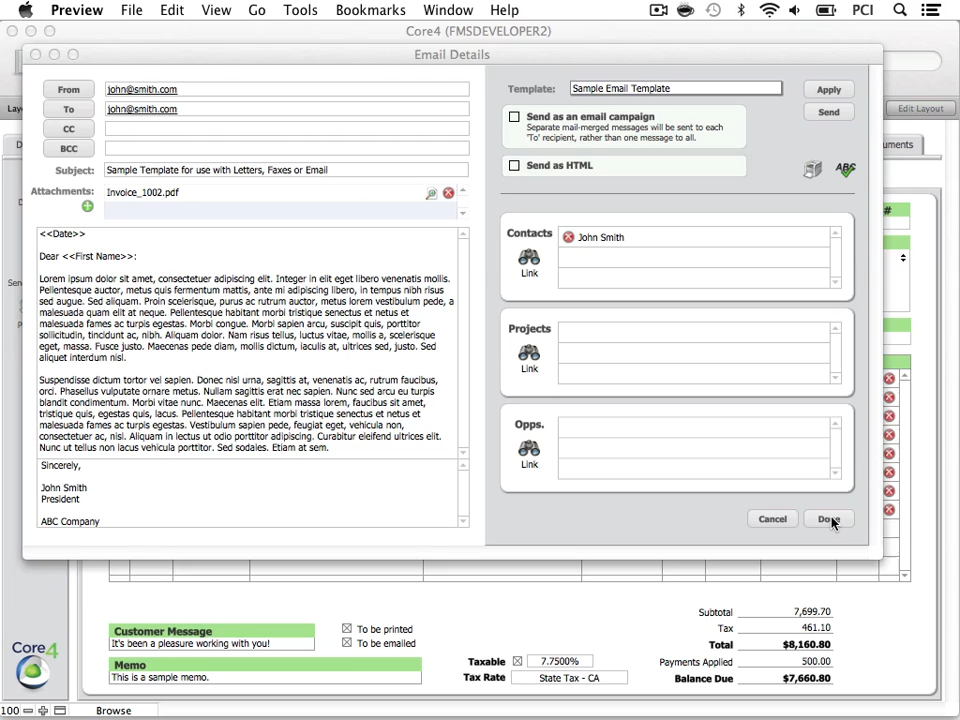 Preview File Edit View Go Tools Bookmarks Window Help PCI
Core4 (FMSDEVELOPER2)
Email Details
From john@smith.com
To john@smith.com
CC
BCC
Subject: Sample Template for use with Letters, Faxes or Email
Attachments: Invoice_1002.pdf
<<Date>>
Dear <<First Name>>:
Lorem ipsum dolor sit amet, consectetuer adipiscing elit. Integer in elit eget libero venenatis mollis.
Pellentesque auctor, metus quis fermentum mattis, ante mi adipiscing libero, in tempus nibh risus
sed augue. Sed aliquam. Proin scelerisque, purus ac rutrum auctor, metus lorem vestibulum pede, a
malesuada quam elit at neque. Pellentesque habitant morbi tristique senectus et netus et
malesuada fames ac turpis egestas. Morbi congue. Morbi sapien arcu, suscipit quis, porttitor
sollicitudin, tincidunt ac, nibh. Aliquam dolor. Nam risus tellus, luctus vitae, mollis a, scelerisque
eget, massa. Fusce justo. Maecenas pede diam, mollis dictum, iaculis at, ultrices sed, justo. Sed
aliquet interdum nisl.
Suspendisse dictum tortor vel sapien. Donec nisl urna, sagittis at, venenatis ac, rutrum faucibus,
orci. Phasellus vulputate ornare metus. Nullam sagittis erat nec sapien. Nunc sed arcu eu turpis
blandit condimentum. Morbi vitae nunc. Etiam massa lorem, faucibus sit amet,
tristique quis, egestas quis, lacus. Pellentesque habitant morbi tristique senectus et netus et
malesuada fames ac turpis egestas. Vestibulum sapien pede, feugiat eget, vehicula non,
consectetuer ac, nisl. Aliquam in lectus ut odio porttitor adipiscing. Curabitur eleifend ultrices elit.
Nunc ut tellus non lacus vehicula porttitor. Sed sodales. Etiam at sem.
Sincerely,
John Smith
President
ABC Company
Template: Sample Email Template Apply
Send
Send as an email campaign
Separate mail-merged messages will be sent to each
'To' recipient, rather than one message to all.
Send as HTML
ABC
Contacts John Smith
Link
Projects
Link
Opps.
Link
Cancel
Edit Layout
#
Subtotal 7,699.70
Tax 461.10
Total $8,160.80
Payments Applied 500.00
Balance Due $7,660.80
Customer Message
It's been a pleasure working with you!
To be printed
To be emailed
Memo
This is a sample memo.
Taxable 7.7500%
Tax Rate State Tax - CA
Core4
100 Browse